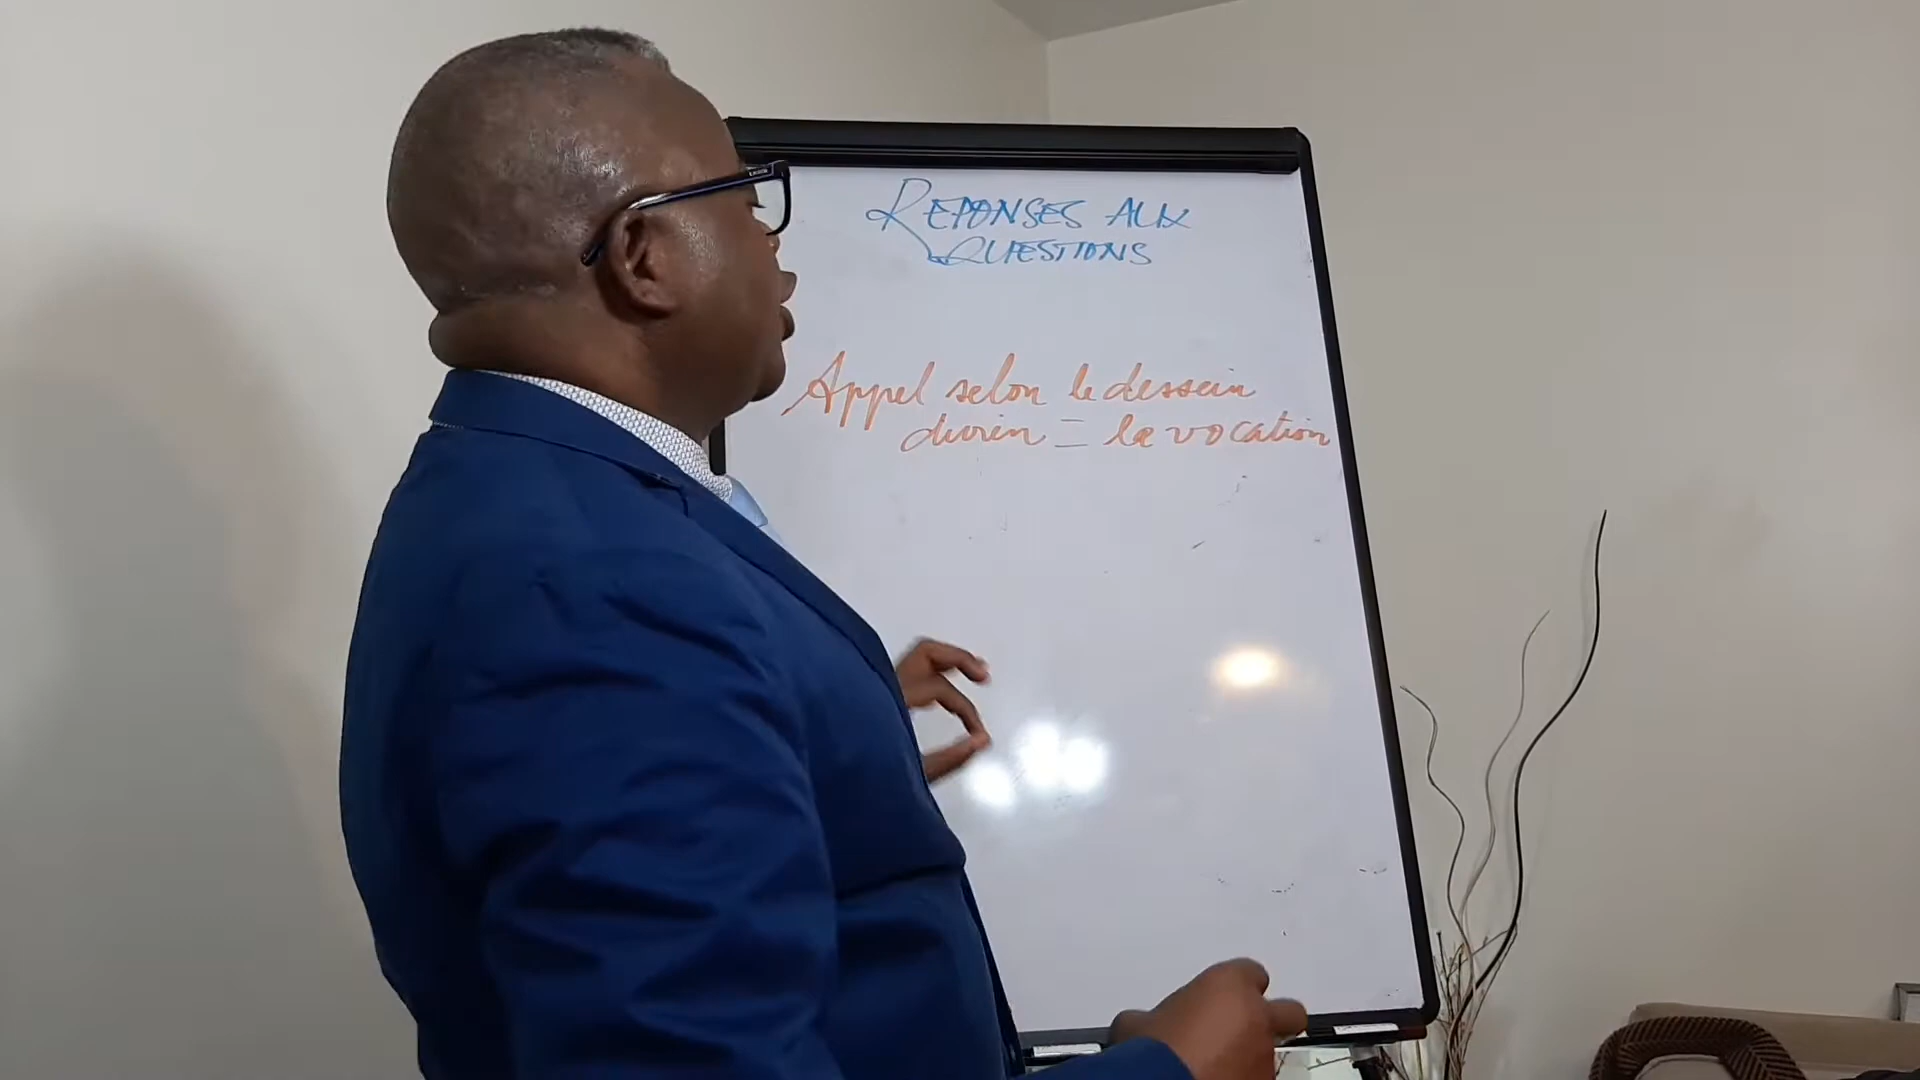 REPONSES AUX
QUESTIONS
Appel selon le dessein
divin = la vocation